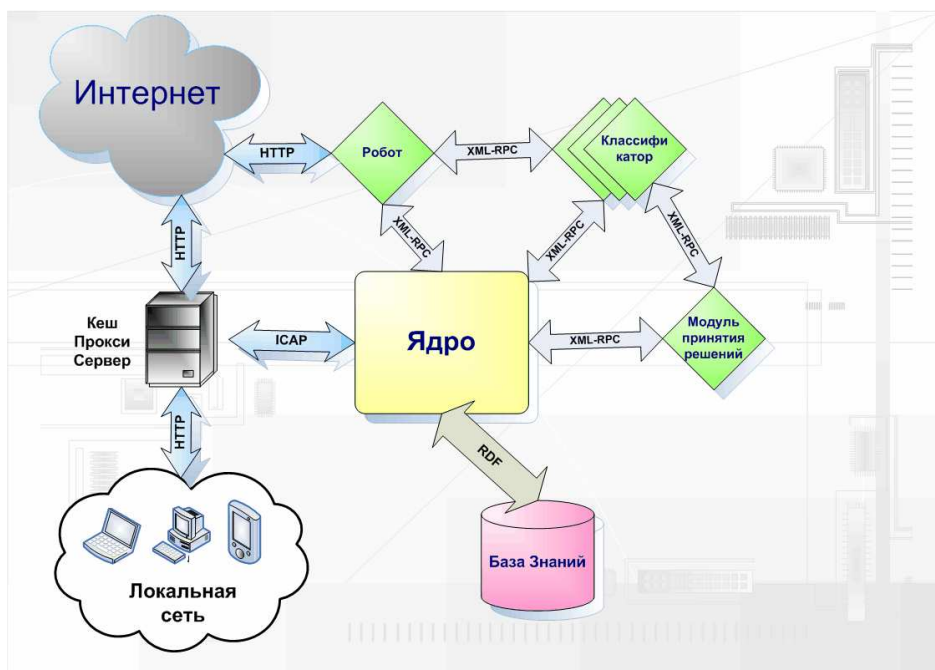 Интернет
HTTP
Робот
XML-RPC
Классифи
катор
HTTP
XML-RPC
XML-RPC
XML-RPC
Кеш
Прокси
Сервер
ICAP
Ядро
XML-RPC
Модуль
принятия
решений
HTTP
RDF
База Знаний
Локальная
сеть